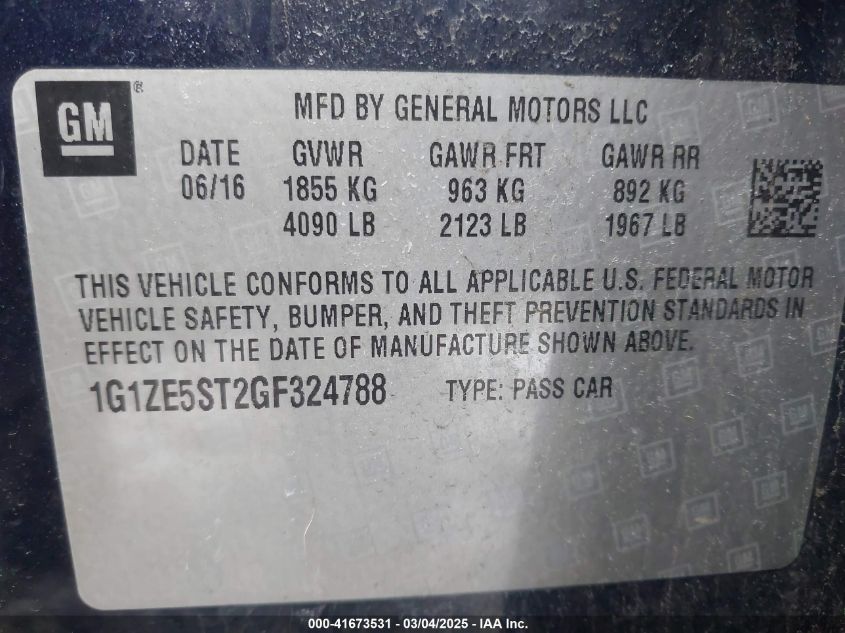 GM ®
MFD BY GENERAL MOTORS LLC
DATE GVWR GAWR FRT GAWR RR
06/16 1855 KG 963 KG 892 KG
4090 LB 2123 LB 1967 LB
THIS VEHICLE CONFORMS TO ALL APPLICABLE U.S. FEDERAL MOTOR
VEHICLE SAFETY, BUMPER, AND THEFT PREVENTION STANDARDS IN
EFFECT ON THE DATE OF MANUFACTURE SHOWN ABOVE.
1G1ZE5ST2GF324788 TYPE: PASS CAR
000-41673531 - 03/04/2025 - IAA Inc.